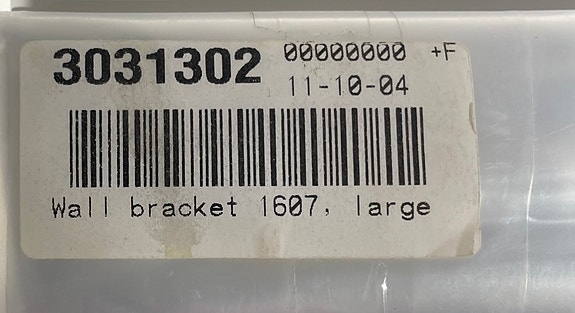 3031302 00000000 +F
11-10-04
Wall bracket 1607, large